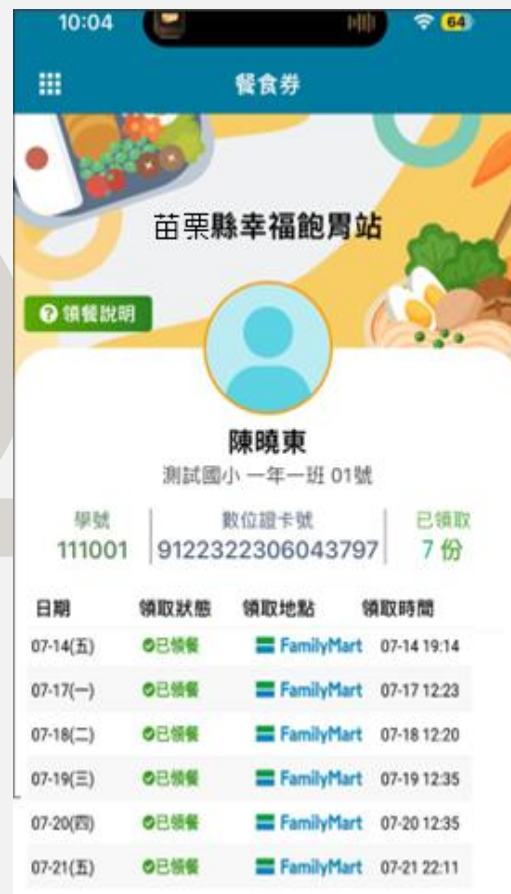 10:04 64
餐食券
苗栗縣幸福飽胃站
領餐說明
陳曉東
測試國小 一年一班 01號
學號 數位證卡號 已領取
111001 91223222306043797 7 份
日期 領取狀態 領取地點 領取時間
07-14(五) 已領餐 FamilyMart 07-14 19:14
07-17(一) 已領餐 FamilyMart 07-17 12:23
07-18(二) 已領餐 FamilyMart 07-18 12:20
07-19(三) 已領餐 FamilyMart 07-19 12:35
07-20(四) 已領餐 FamilyMart 07-20 12:35
07-21(五) 已領餐 FamilyMart 07-21 22:11